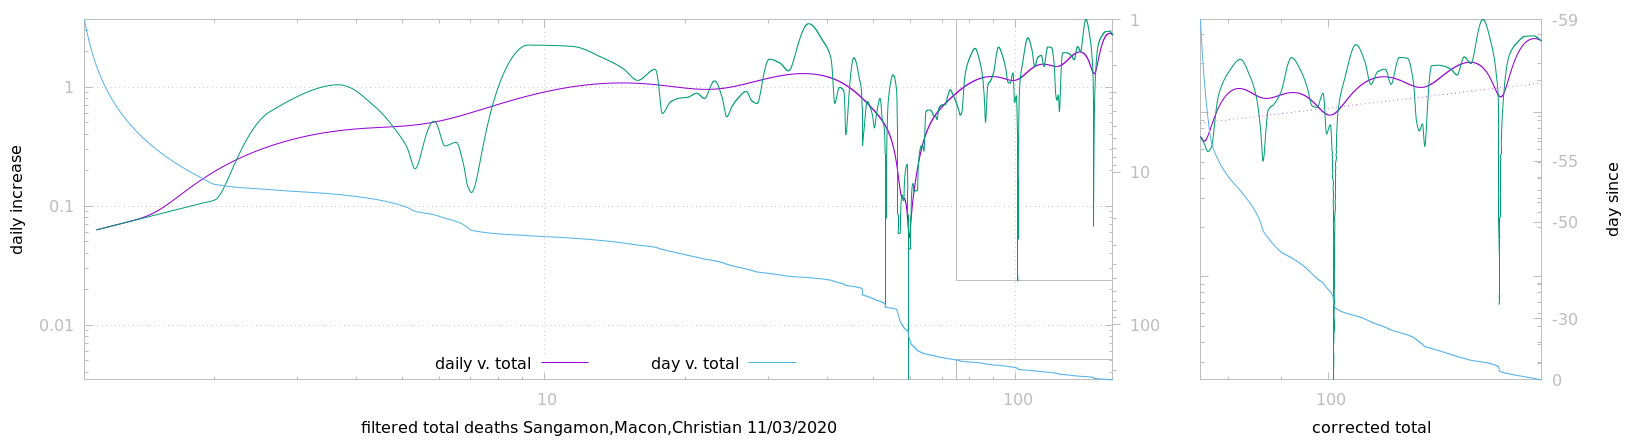 1
0.1
0.01
daily increase
daily v. total
day v. total
1
10
100
10
100
filtered total deaths Sangamon,Macon,Christian 11/03/2020
-59
-55
-50
-30
0
day since
100
corrected total